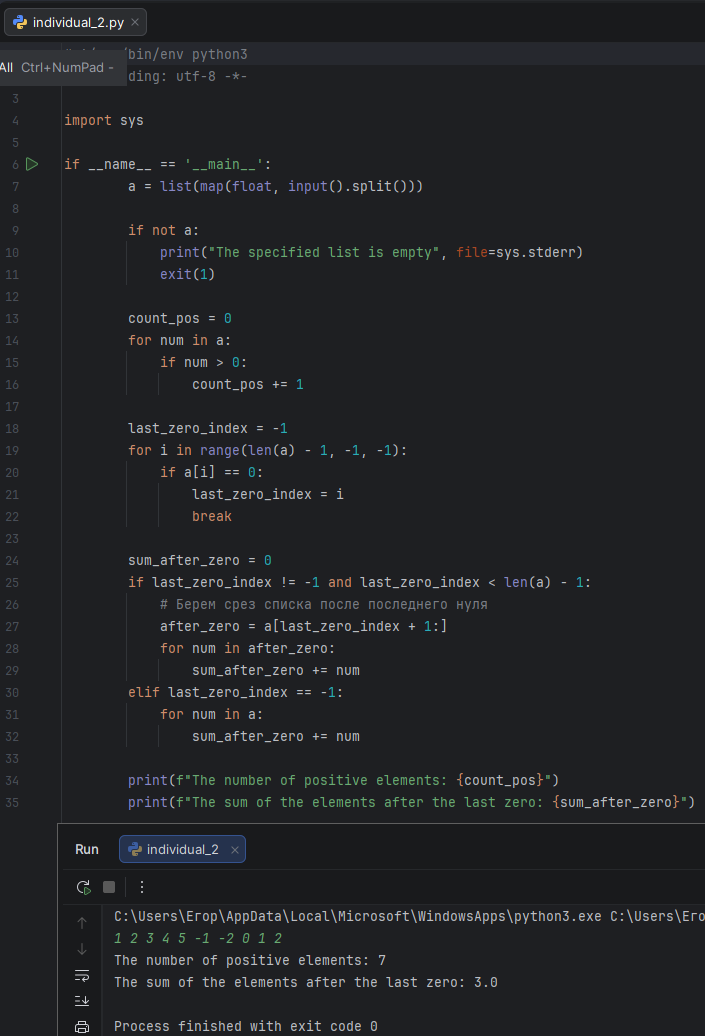 individual_2.py
bin/env python3
All Ctrl+NumPad -
ding: utf-8 -*-
3
4 import sys
5
6 if __name__ == '__main__':
7 a = list(map(float, input().split()))
8
9 if not a:
10 print("The specified list is empty", file=sys.stderr)
11 exit(1)
12
13 count_pos = 0
14 for num in a:
15 if num > 0:
16 count_pos += 1
17
18 last_zero_index = -1
19 for i in range(len(a) - 1, -1, -1):
20 if a[i] == 0:
21 last_zero_index = i
22 break
23
24 sum_after_zero = 0
25 if last_zero_index != -1 and last_zero_index < len(a) - 1:
26 # Берем срез списка после последнего нуля
27 after_zero = a[last_zero_index + 1:]
28 for num in after_zero:
29 sum_after_zero += num
30 elif last_zero_index == -1:
31 for num in a:
32 sum_after_zero += num
33
34 print(f"The number of positive elements: {count_pos}")
35 print(f"The sum of the elements after the last zero: {sum_after_zero}")
Run individual_2
C:\Users\Егор\AppData\Local\Microsoft\WindowsApps\python3.exe C:\Users\Его
1 2 3 4 5 -1 -2 0 1 2
The number of positive elements: 7
The sum of the elements after the last zero: 3.0
Process finished with exit code 0